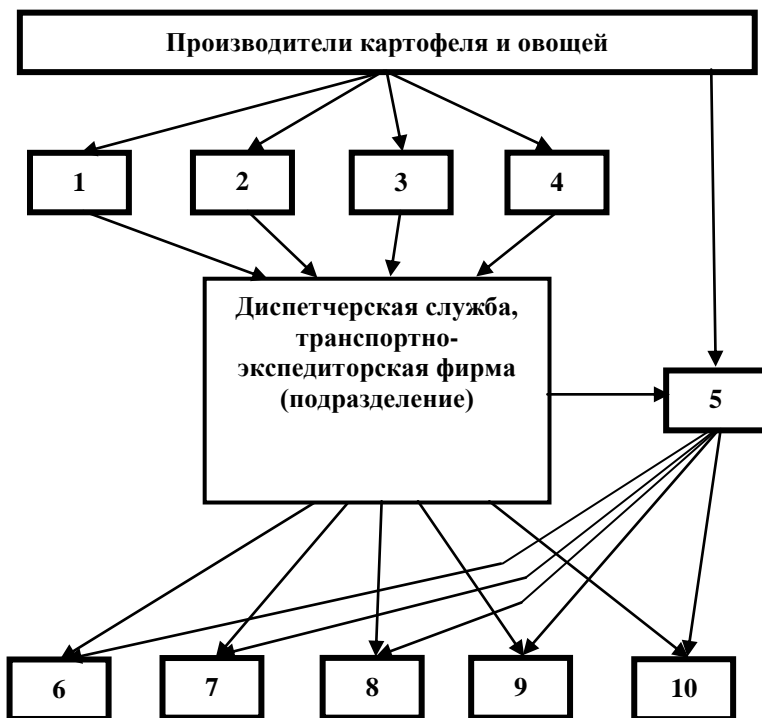 Производители картофеля и овощей
1
2
3
4
Диспетчерская служба,
транспортно-
экспедиторская фирма
(подразделение)
5
6
7
8
9
10